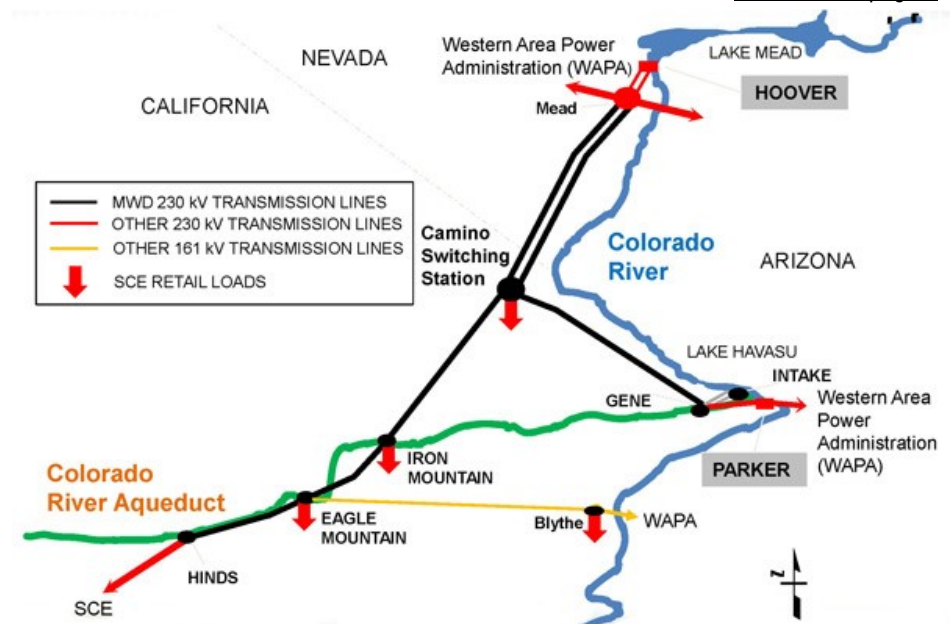 NEVADA
CALIFORNIA
Western Area Power
Administration (WAPA)
LAKE MEAD
HOOVER
Mead
MWD 230 kV TRANSMISSION LINES
OTHER 230 kV TRANSMISSION LINES
OTHER 161 kV TRANSMISSION LINES
SCE RETAIL LOADS
Camino
Switching
Station
Colorado
River
ARIZONA
LAKE HAVASU
INTAKE
GENE
Western Area
Power
Administration
(WAPA)
PARKER
IRON
MOUNTAIN
Colorado
River Aqueduct
EAGLE
MOUNTAIN
Blythe
WAPA
HINDS
SCE
z